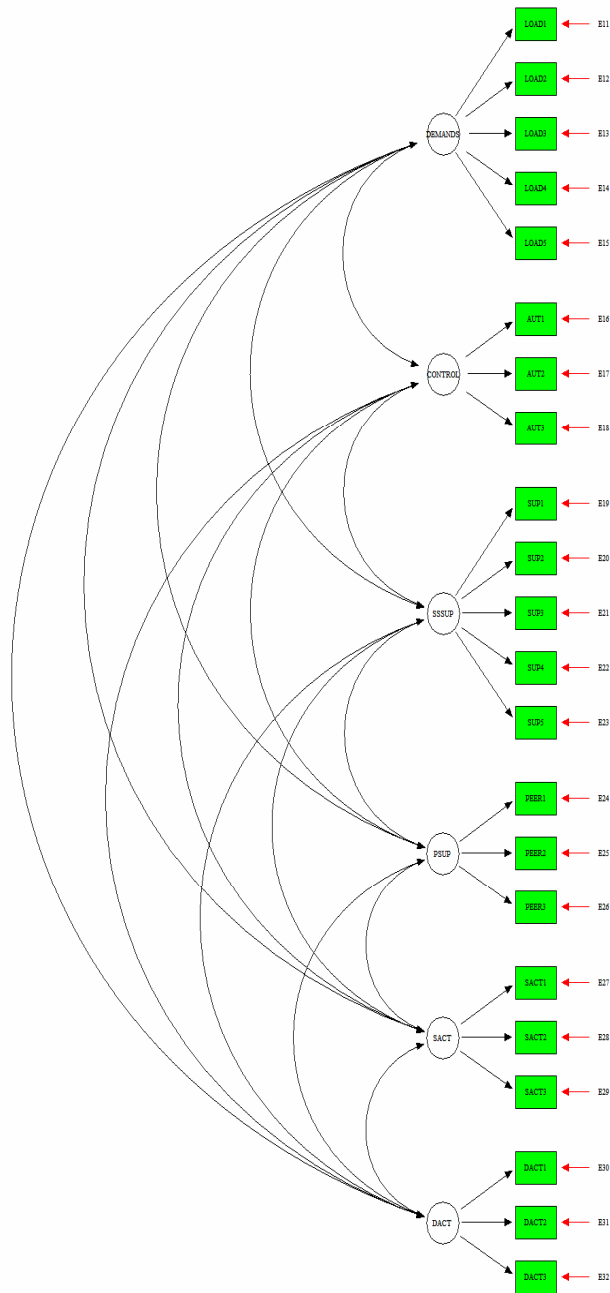 LOAD1 E11
LOAD2 E12
DEMANDS LOAD3 E13
LOAD4 E14
LOAD5 E15
AUT1 E16
CONTROL AUT2 E17
AUT3 E18
SUP1 E19
SUP2 E20
SSSUP SUP3 E21
SUP4 E22
SUP5 E23
PEER1 E24
PSUP PEER2 E25
PEER3 E26
SACT1 E27
SACT SACT2 E28
SACT3 E29
DACT1 E30
DACT DACT2 E31
DACT3 E32